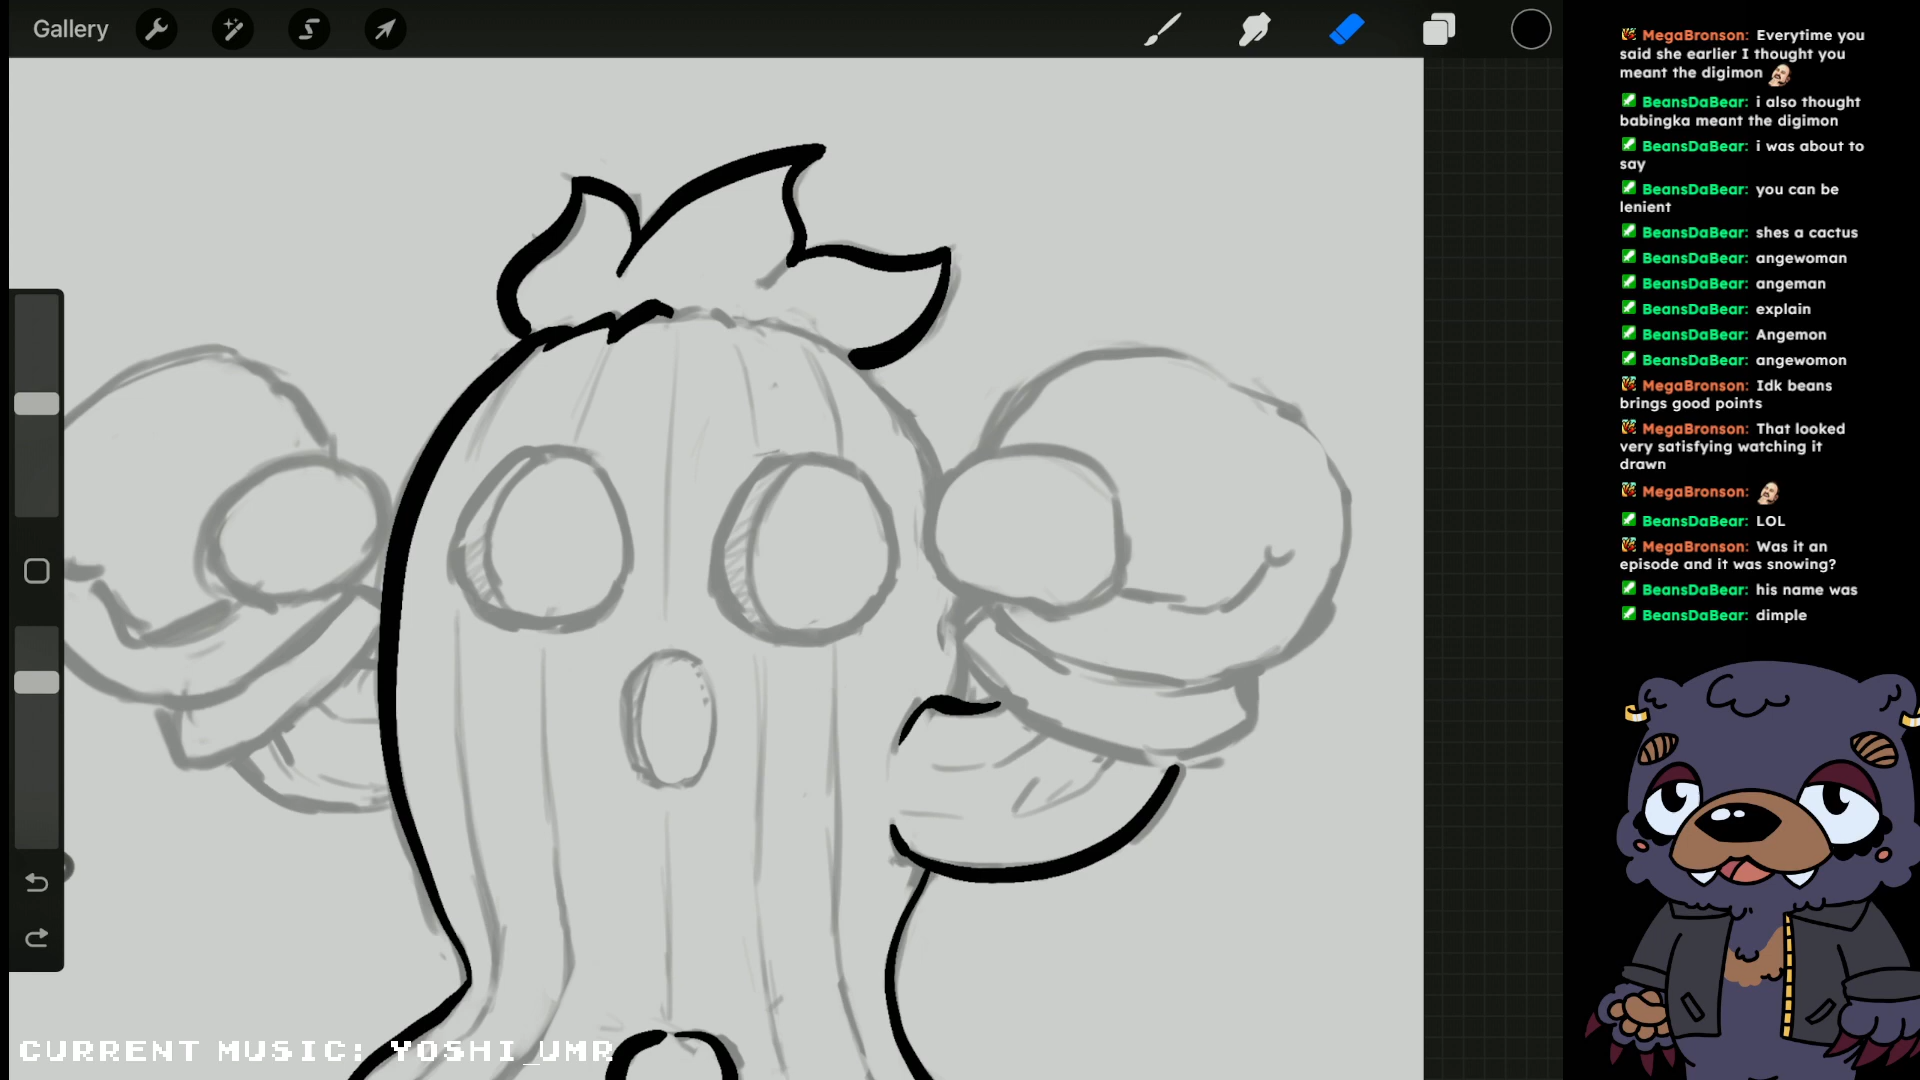 Gallery
MegaBronson: Everytime you
said she earlier I thought you
meant the digimon
BeansDaBear: i also thought
babingka meant the digimon
BeansDaBear: i was about to
say
BeansDaBear: you can be
lenient
BeansDaBear: shes a cactus
BeansDaBear: angewoman
BeansDaBear: angeman
BeansDaBear: explain
BeansDaBear: Angemon
BeansDaBear: angewomon
MegaBronson: Idk beans
brings good points
MegaBronson: That looked
very satisfying watching it
drawn
MegaBronson:
BeansDaBear: LOL
MegaBronson: Was it an
episode and it was snowing?
BeansDaBear: his name was
BeansDaBear: dimple
CURRENT MUSIC: YOSHI_UMR